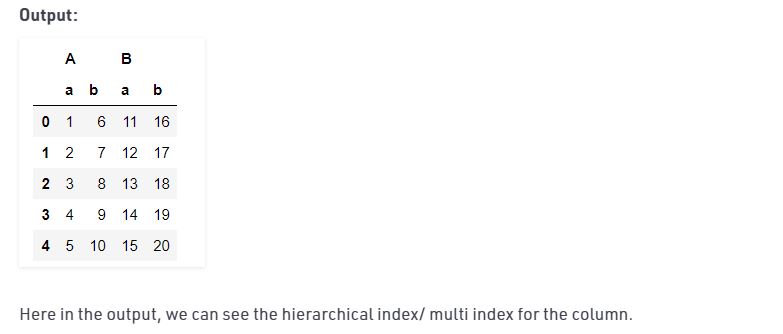 Output:
A B
a b a b
0 1 6 11 16
1 2 7 12 17
2 3 8 13 18
3 4 9 14 19
4 5 10 15 20
Here in the output, we can see the hierarchical index/ multi index for the column.